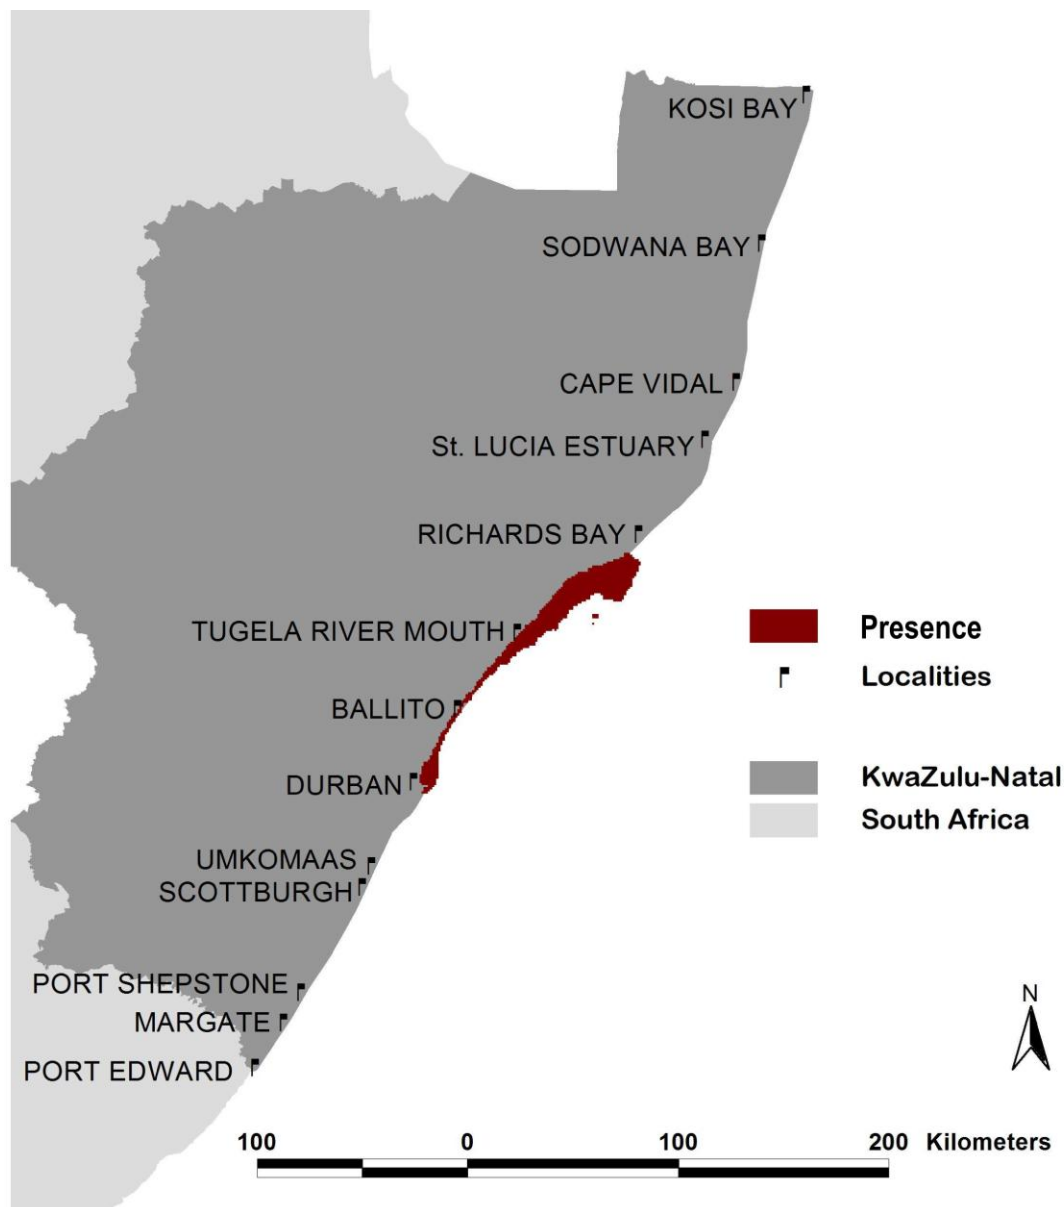 KOSI BAY
SODWANA BAY
CAPE VIDAL
St. LUCIA ESTUARY
RICHARDS BAY
TUGELA RIVER MOUTH
BALLITO
DURBAN
UMKOMAAS
SCOTTBURGH
PORT SHEPSTONE
MARGATE
PORT EDWARD
Presence
Localities
KwaZulu-Natal
South Africa
N
100 0 100 200 Kilometers